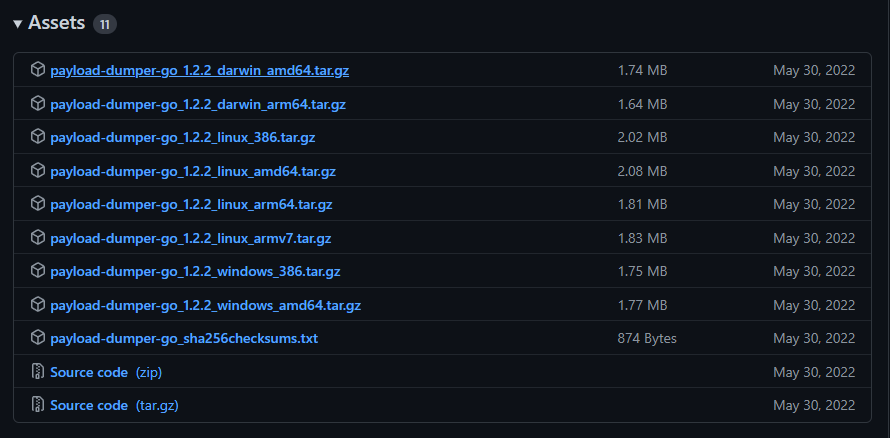 Assets 11
payload-dumper-go_1.2.2_darwin_amd64.tar.gz 1.74 MB May 30, 2022
payload-dumper-go_1.2.2_darwin_arm64.tar.gz 1.64 MB May 30, 2022
payload-dumper-go_1.2.2_linux_386.tar.gz 2.02 MB May 30, 2022
payload-dumper-go_1.2.2_linux_amd64.tar.gz 2.08 MB May 30, 2022
payload-dumper-go_1.2.2_linux_arm64.tar.gz 1.81 MB May 30, 2022
payload-dumper-go_1.2.2_linux_armv7.tar.gz 1.83 MB May 30, 2022
payload-dumper-go_1.2.2_windows_386.tar.gz 1.75 MB May 30, 2022
payload-dumper-go_1.2.2_windows_amd64.tar.gz 1.77 MB May 30, 2022
payload-dumper-go_sha256checksums.txt 874 Bytes May 30, 2022
Source code (zip) May 30, 2022
Source code (tar.gz) May 30, 2022